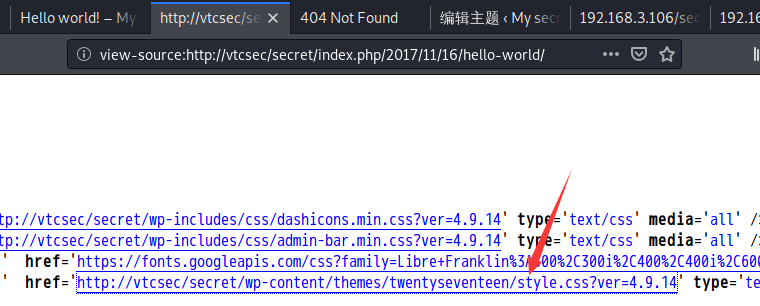 Hello world! – My http://vtcsec/secr × 404 Not Found 编辑主题 ‹ My secr 192.168.3.106/sec 192.16
view-source:http://vtcsec/secret/index.php/2017/11/16/hello-world/
tp://vtcsec/secret/wp-includes/css/dashicons.min.css?ver=4.9.14' type='text/css' media='all' />
tp://vtcsec/secret/wp-includes/css/admin-bar.min.css?ver=4.9.14' type='text/css' media='all' />
' href='https://fonts.googleapis.com/css?family=Libre+Franklin%3A300%2C300i%2C400%2C400i%2C600
' href='http://vtcsec/secret/wp-content/themes/twentyseventeen/style.css?ver=4.9.14' type='te